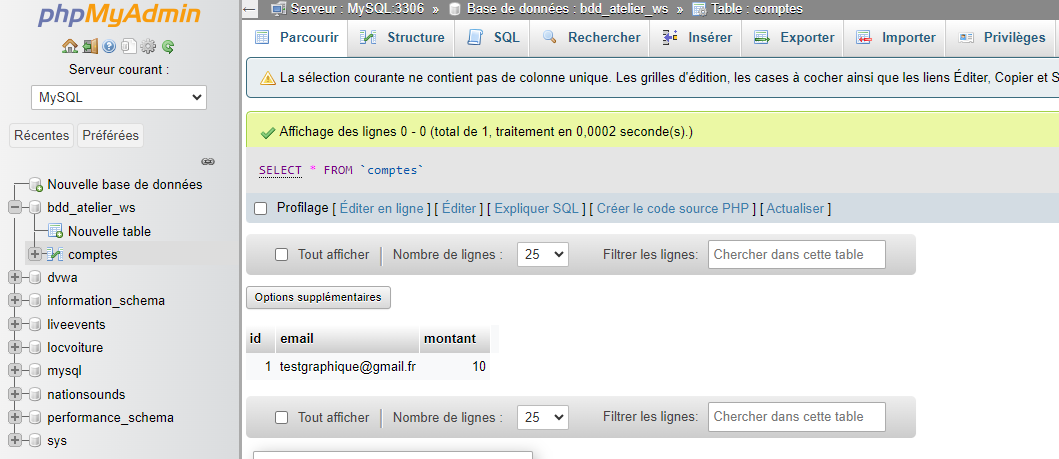 phpMyAdmin
Serveur courant :
MySQL
Récentes
Préférées
Nouvelle base de données
bdd_atelier_ws
Nouvelle table
comptes
dvwa
information_schema
liveevents
locvoiture
mysql
nationsounds
performance_schema
sys
Serveur : MySQL:3306 » Base de données : bdd_atelier_ws » Table : comptes
Parcourir Structure SQL Rechercher Insérer Exporter Importer Privilèges
La sélection courante ne contient pas de colonne unique. Les grilles d'édition, les cases à cocher ainsi que les liens Éditer, Copier et S
Affichage des lignes 0 - 0 (total de 1, traitement en 0,0002 seconde(s).)
SELECT * FROM `comptes`
Profilage [ Éditer en ligne ] [ Éditer ] [ Expliquer SQL ] [ Créer le code source PHP ] [ Actualiser ]
Tout afficher | Nombre de lignes : 25 Filtrer les lignes: Chercher dans cette table
Options supplémentaires
id email montant
1 testgraphique@gmail.fr 10
Tout afficher | Nombre de lignes : 25 Filtrer les lignes: Chercher dans cette table